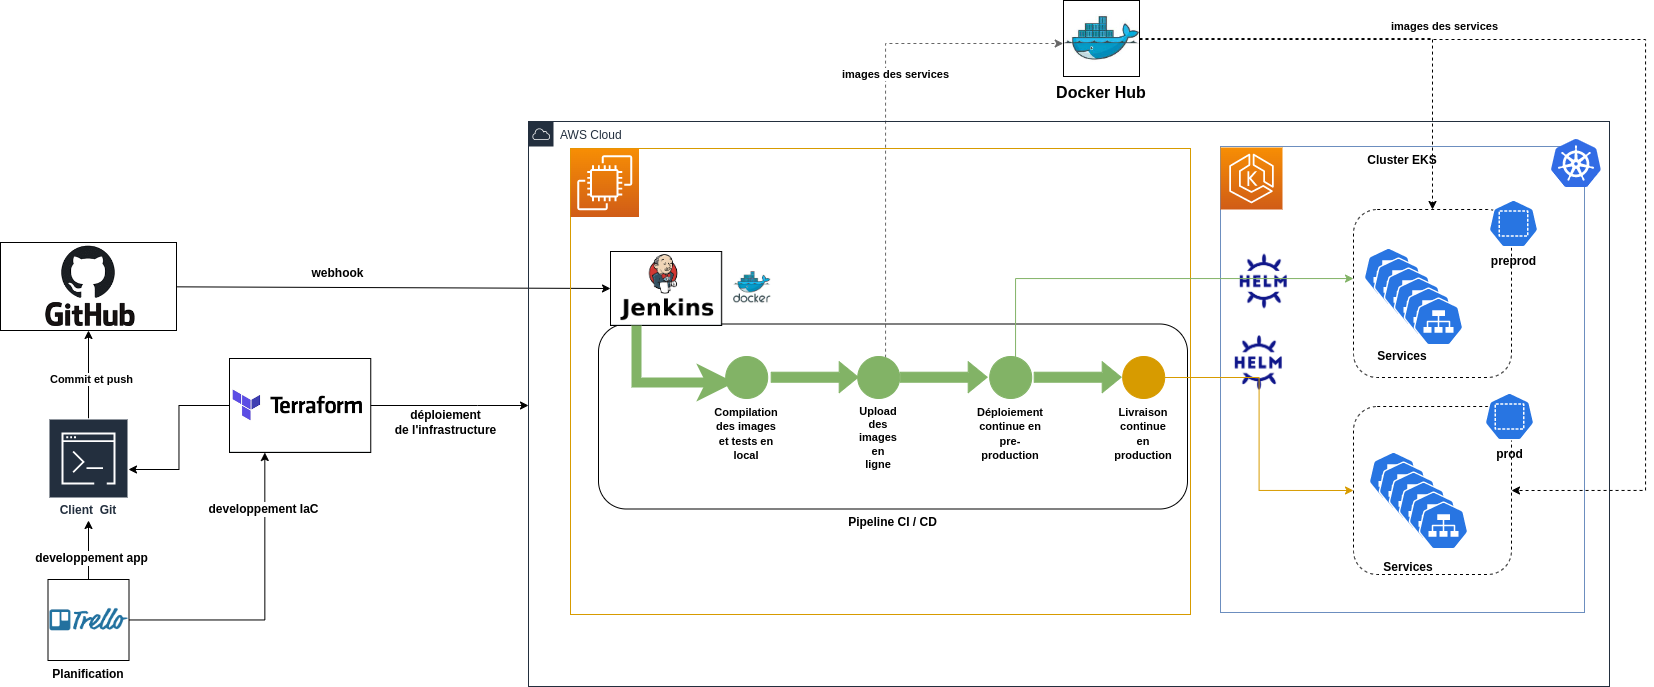 images des services
images des services
Docker Hub
AWS Cloud
Cluster EKS
K
preprod
HELM
webhook
GitHub
Jenkins
docker
Services
HELM
Commit et push
Terraform
déploiement
de l'infrastructure
Compilation
des images
et tests en
local
Upload
des
images
en
ligne
Déploiement
continue en
pre-
production
Livraison
continue
en
production
prod
Client Git
developpement IaC
Pipeline CI / CD
developpement app
Services
Trello
Planification